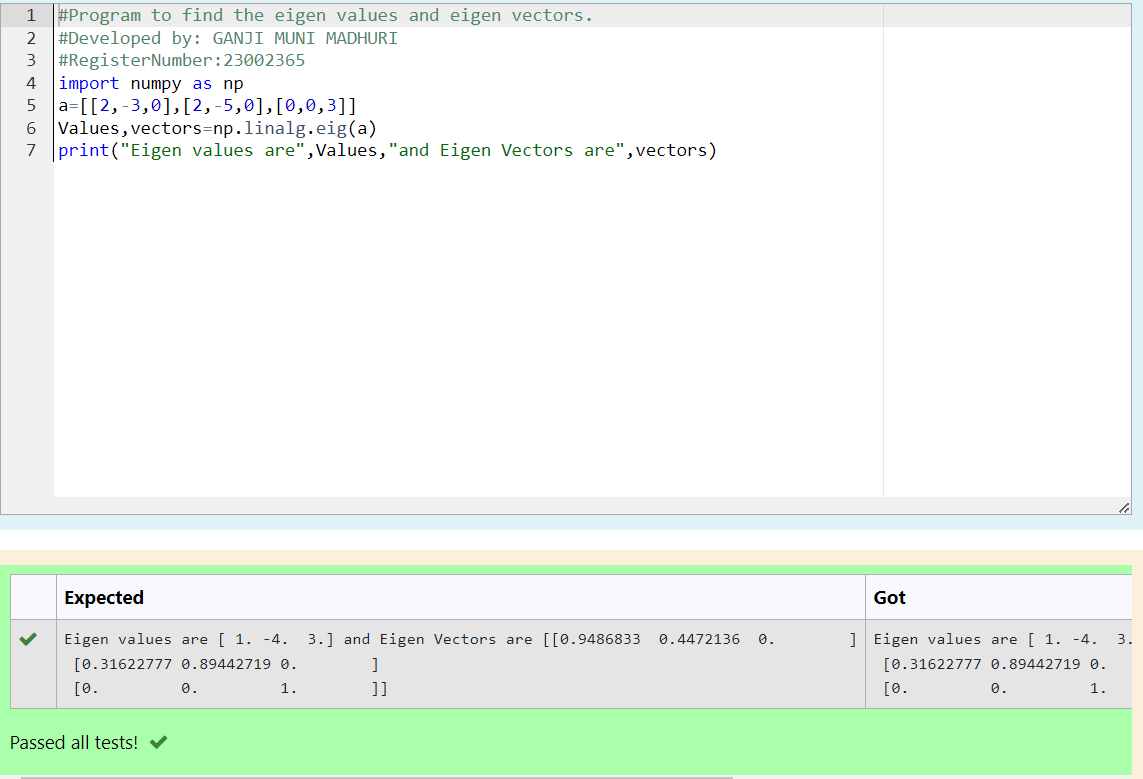 1 #Program to find the eigen values and eigen vectors.
2 #Developed by: GANJI MUNI MADHURI
3 #RegisterNumber:23002365
4 import numpy as np
5 a=[[2,-3,0],[2,-5,0],[0,0,3]]
6 Values,vectors=np.linalg.eig(a)
7 print("Eigen values are",Values,"and Eigen Vectors are",vectors)
Expected Got
Eigen values are [ 1. -4.  3.] and Eigen Vectors are [[0.9486833  0.4472136  0.        ] Eigen values are [ 1. -4.  3.
[0.31622777 0.89441719 0.        ] [0.31622777 0.89442719 0.
[0.         0.         1.        ]] [0.         0.         1.
Passed all tests!